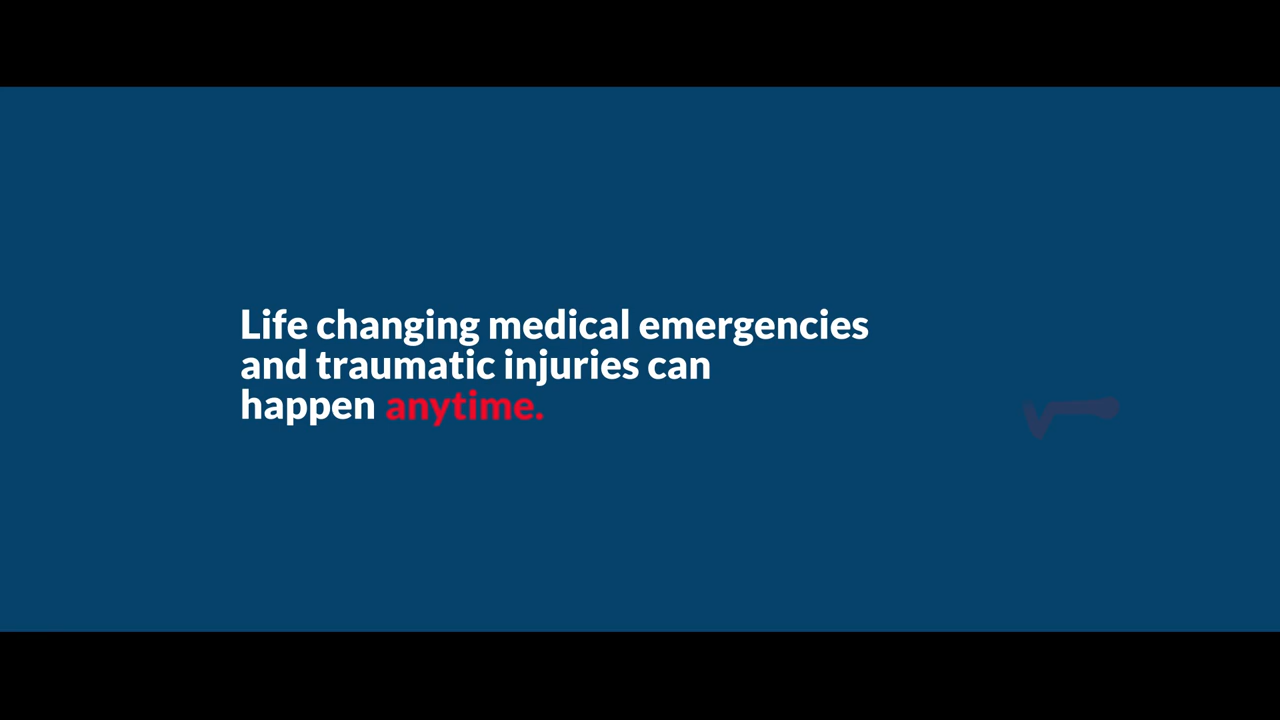 Life changing medical emergencies
and traumatic injuries can
happen anytime.